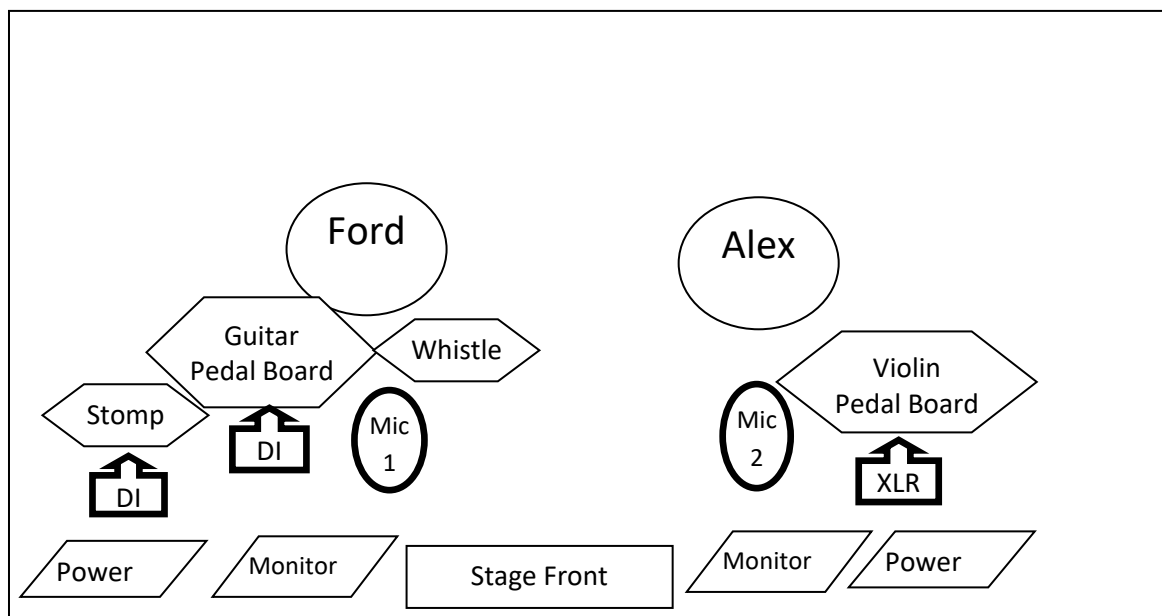 Ford
Alex
Guitar
Pedal Board
Whistle
Violin
Pedal Board
Stomp
Mic
1
Mic
2
DI
DI
XLR
Power
Monitor
Stage Front
Monitor
Power